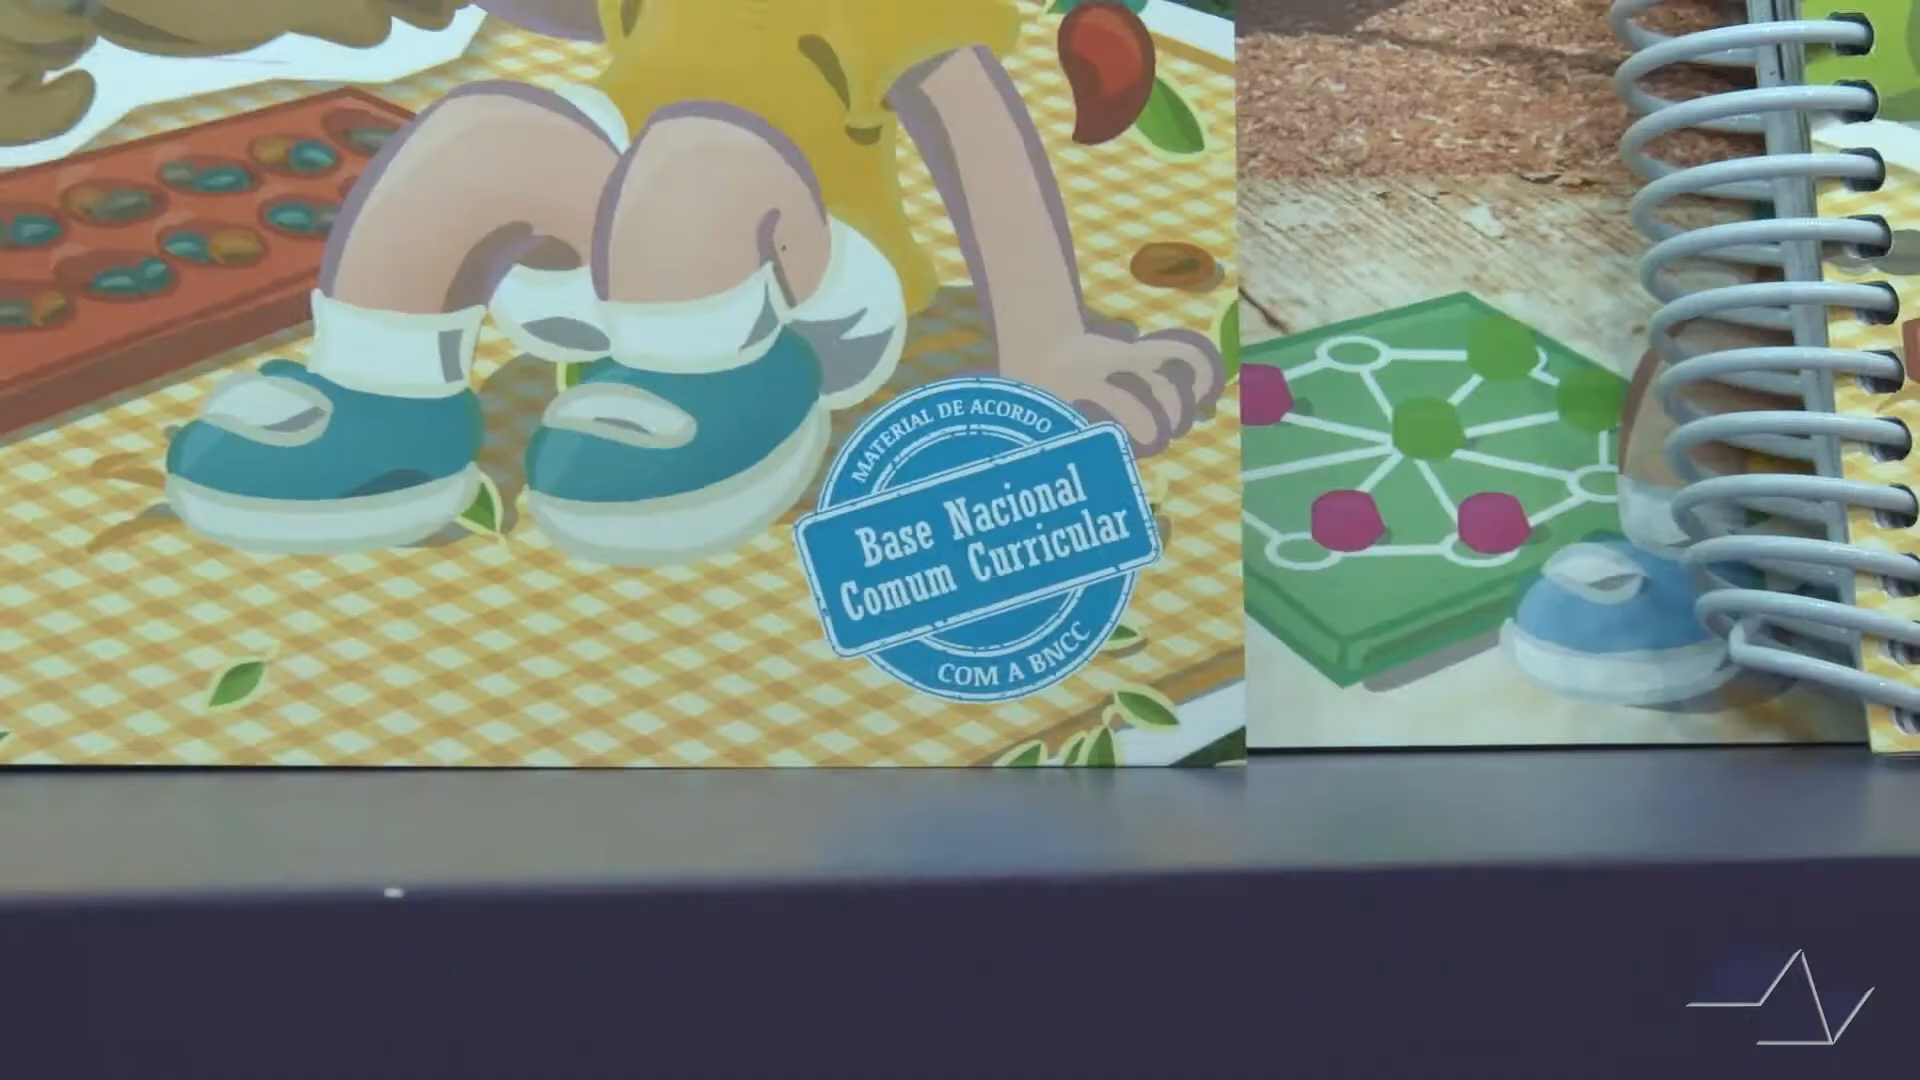 MATERIAL DE ACORDO
Base Nacional
Comum Curricular
COM A BNCC